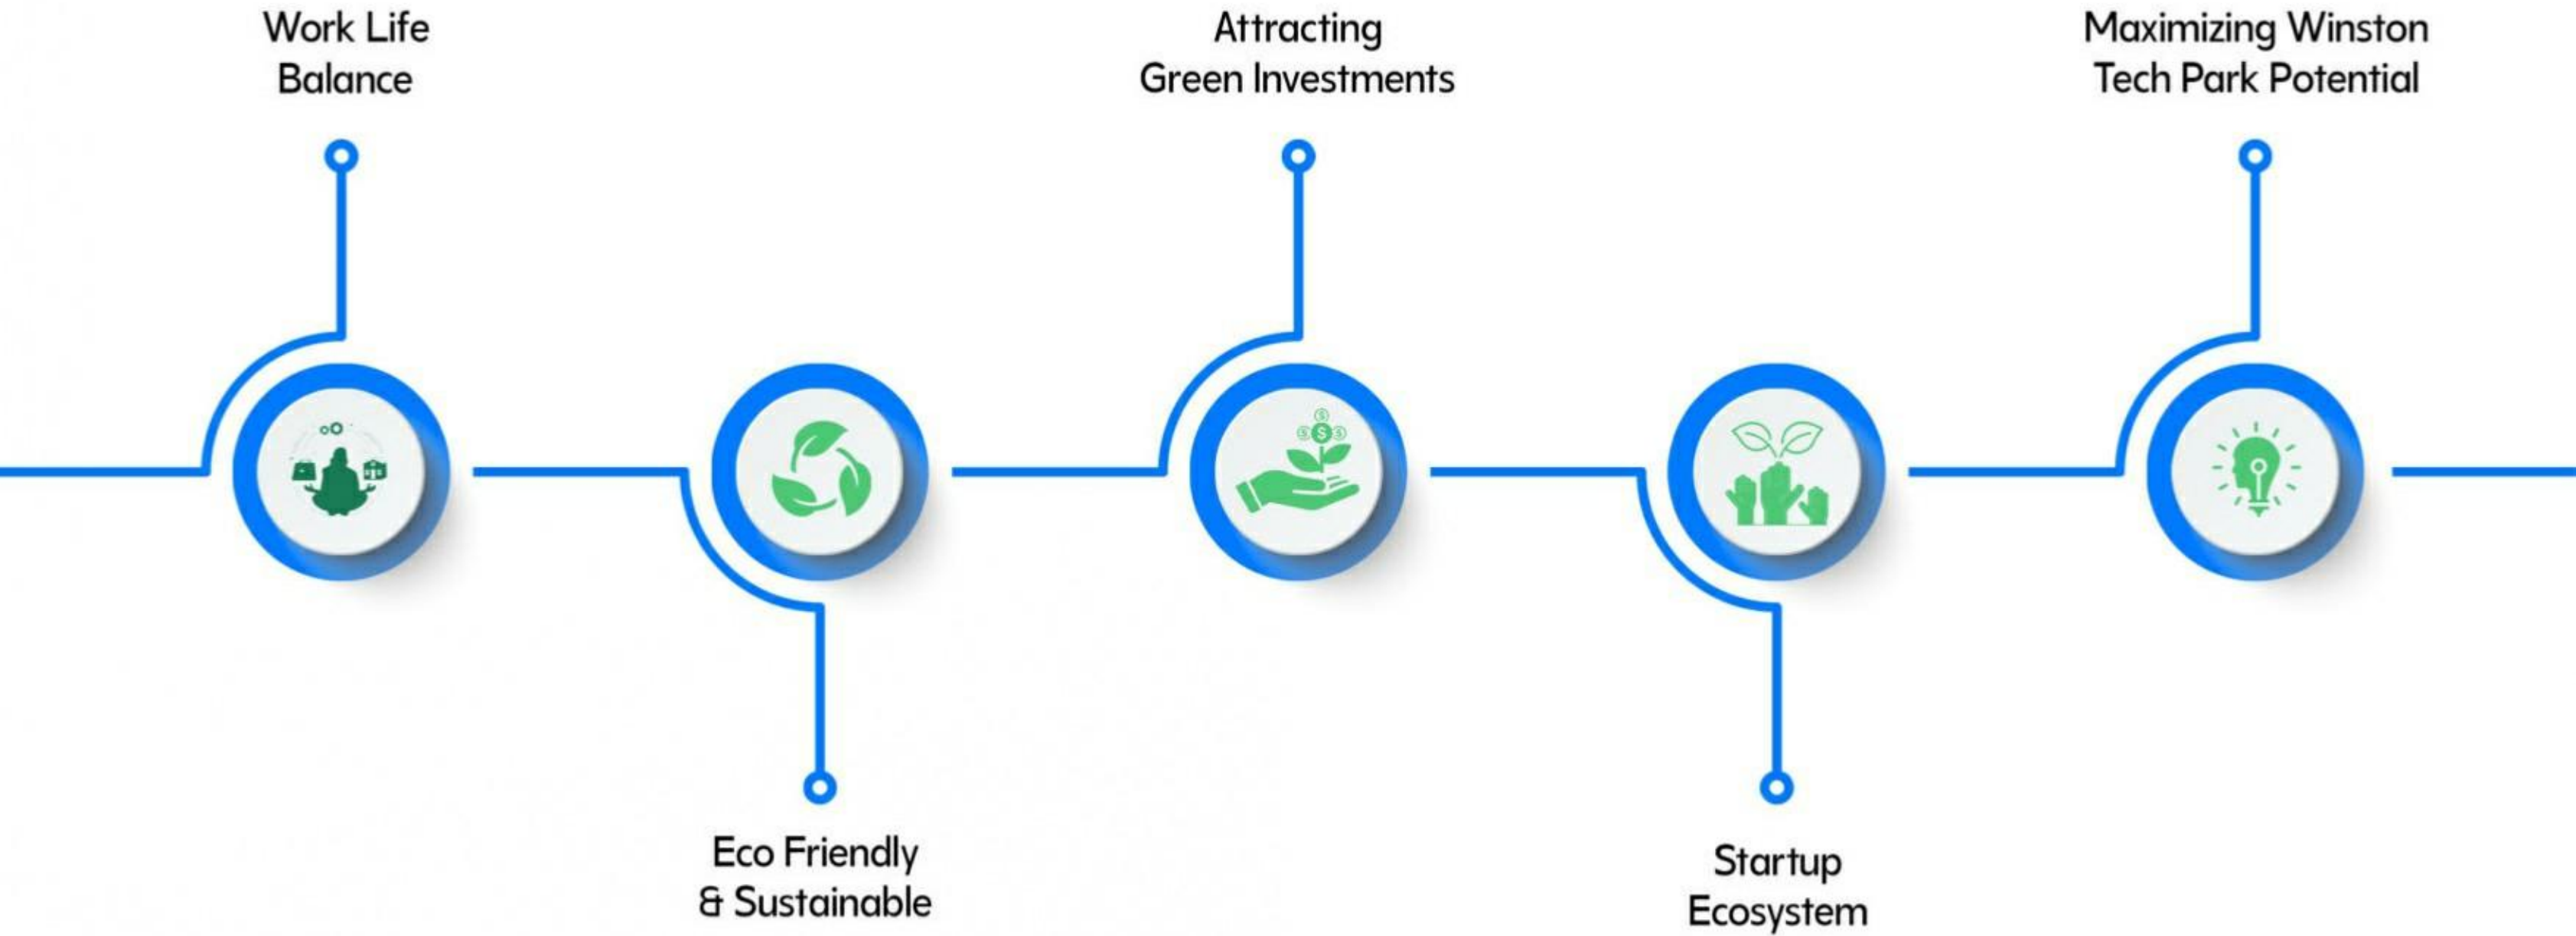 Work Life
Balance
Eco Friendly
& Sustainable
Attracting
Green Investments
Startup
Ecosystem
Maximizing Winston
Tech Park Potential